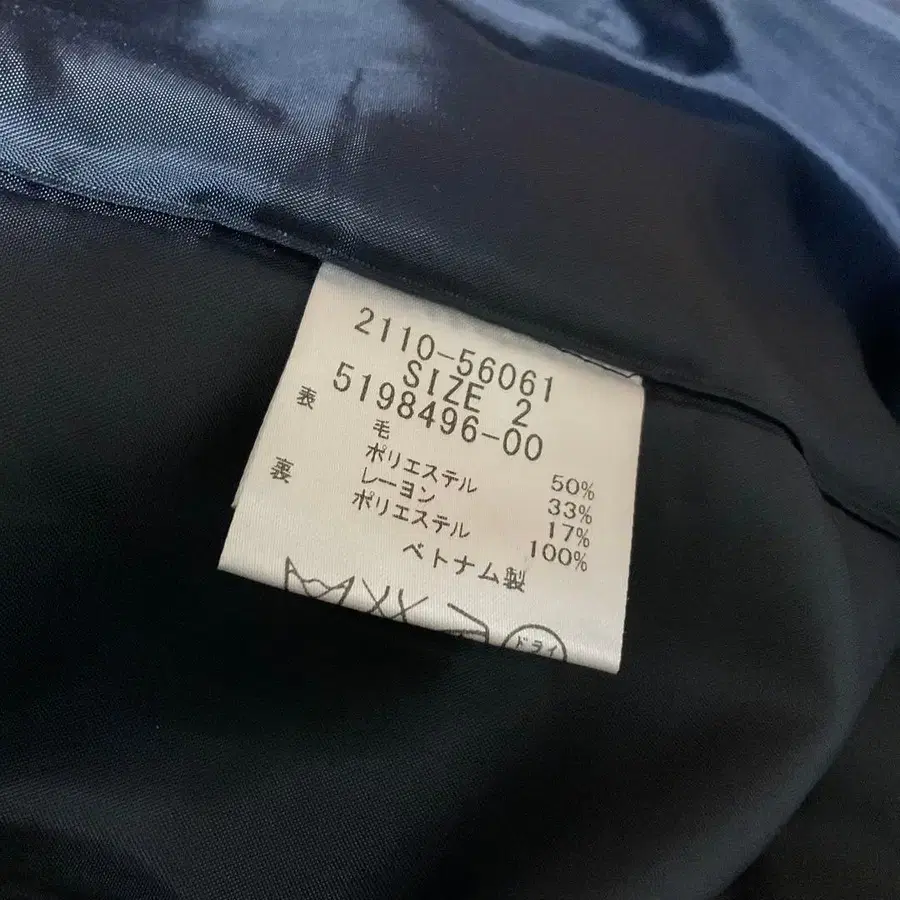 2110-56061
SIZE 2
5198496-00
表 毛 50%
ポリエステル 33%
レーヨン 17%
裏 ポリエステル 100%
ベトナム製
ドライ